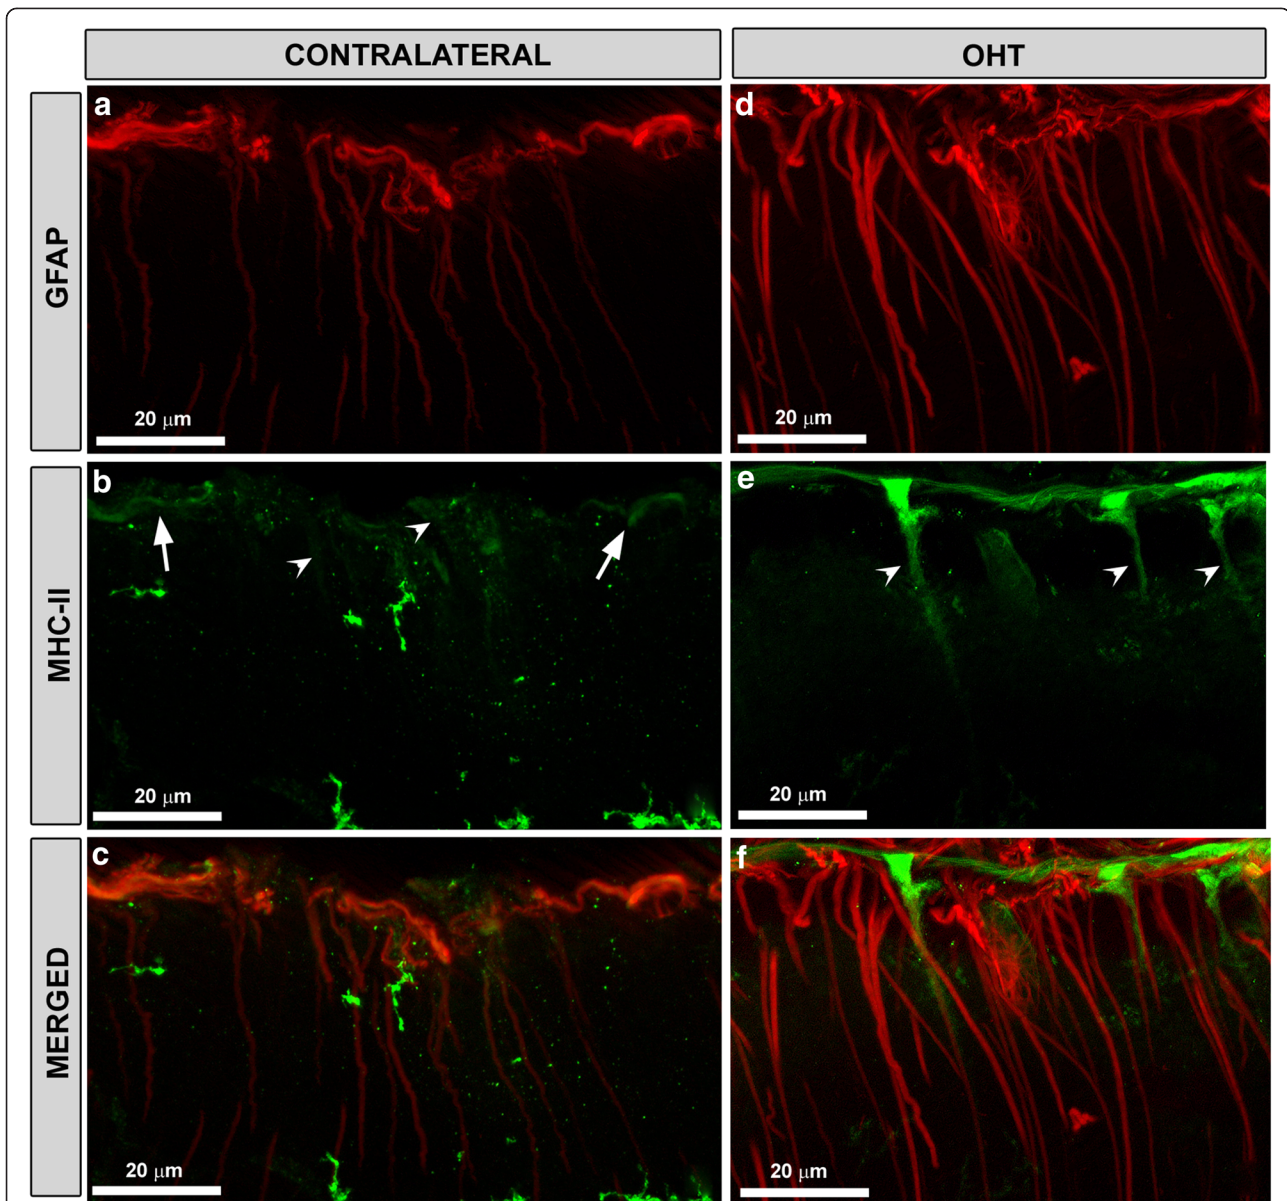 CONTRALATERAL
OHT
GFAP
a
20 μm
d
20 μm
MHC-II
b
20 μm
e
20 μm
MERGED
c
20 μm
f
20 μm